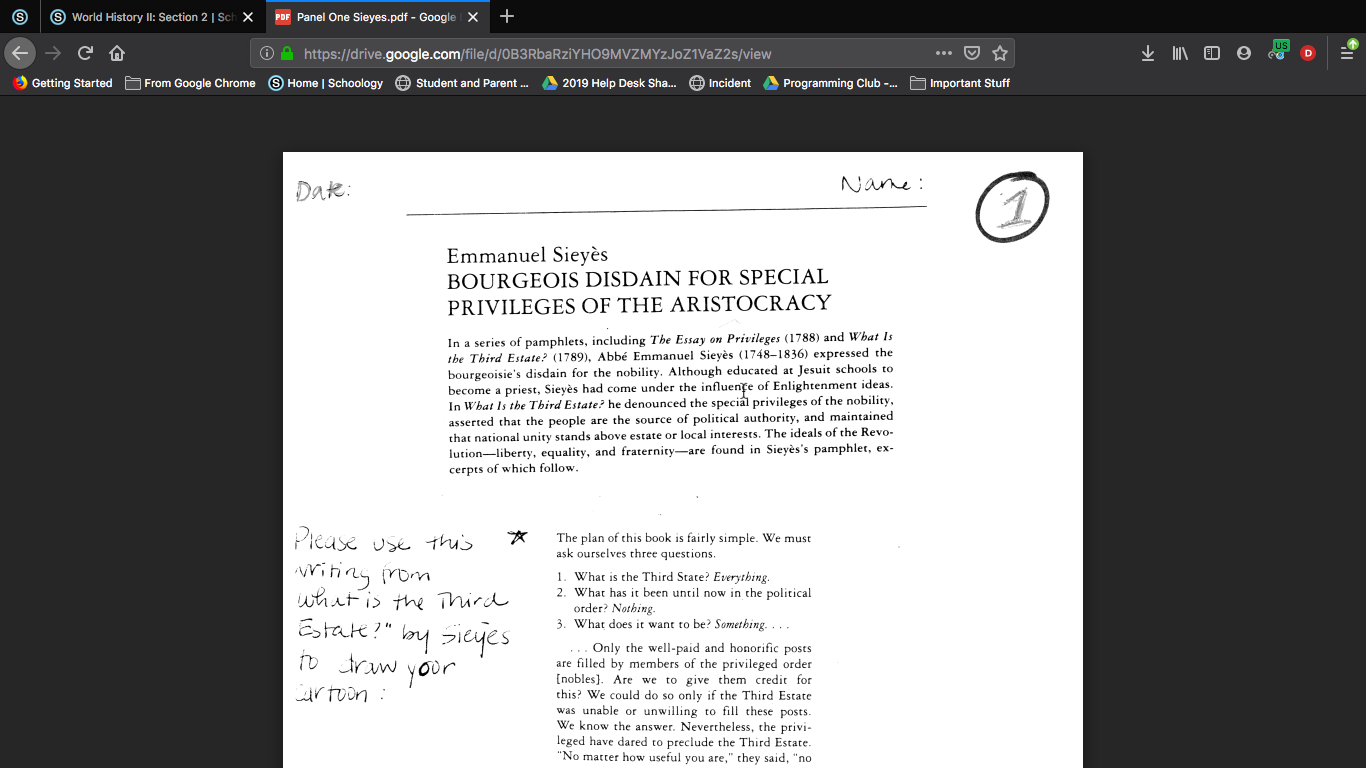 World History II: Section 2 | Sch
Panel One Sieyes.pdf - Google
https://drive.google.com/file/d/0B3RbaRziYHO9MVZMYzJoZ1VaZ2s/view
US
D
Getting Started From Google Chrome Home | Schoology Student and Parent ... 2019 Help Desk Sha... Incident Programming Club -... Important Stuff
Date:
Name:
1
Emmanuel Sieyès
BOURGEOIS DISDAIN FOR SPECIAL
PRIVILEGES OF THE ARISTOCRACY
In a series of pamphlets, including The Essay on Privileges (1788) and What Is
the Third Estate? (1789), Abbé Emmanuel Sieyès (1748–1836) expressed the
bourgeoisie's disdain for the nobility. Although educated at Jesuit schools to
become a priest, Sieyès had come under the influence of Enlightenment ideas.
In What Is the Third Estate? he denounced the special privileges of the nobility,
asserted that the people are the source of political authority, and maintained
that national unity stands above estate or local interests. The ideals of the Revo-
lution—liberty, equality, and fraternity—are found in Sieyès's pamphlet, ex-
cerpts of which follow.
Please use this
writing from
what is the Third
Estate?" by Sieyès
to draw your
cartoon:
The plan of this book is fairly simple. We must
ask ourselves three questions.
1. What is the Third State? Everything.
2. What has it been until now in the political
order? Nothing.
3. What does it want to be? Something. . . .
. . . Only the well-paid and honorific posts
are filled by members of the privileged order
[nobles]. Are we to give them credit for
this? We could do so only if the Third Estate
was unable or unwilling to fill these posts.
We know the answer. Nevertheless, the privi-
leged have dared to preclude the Third Estate.
"No matter how useful you are," they said, "no